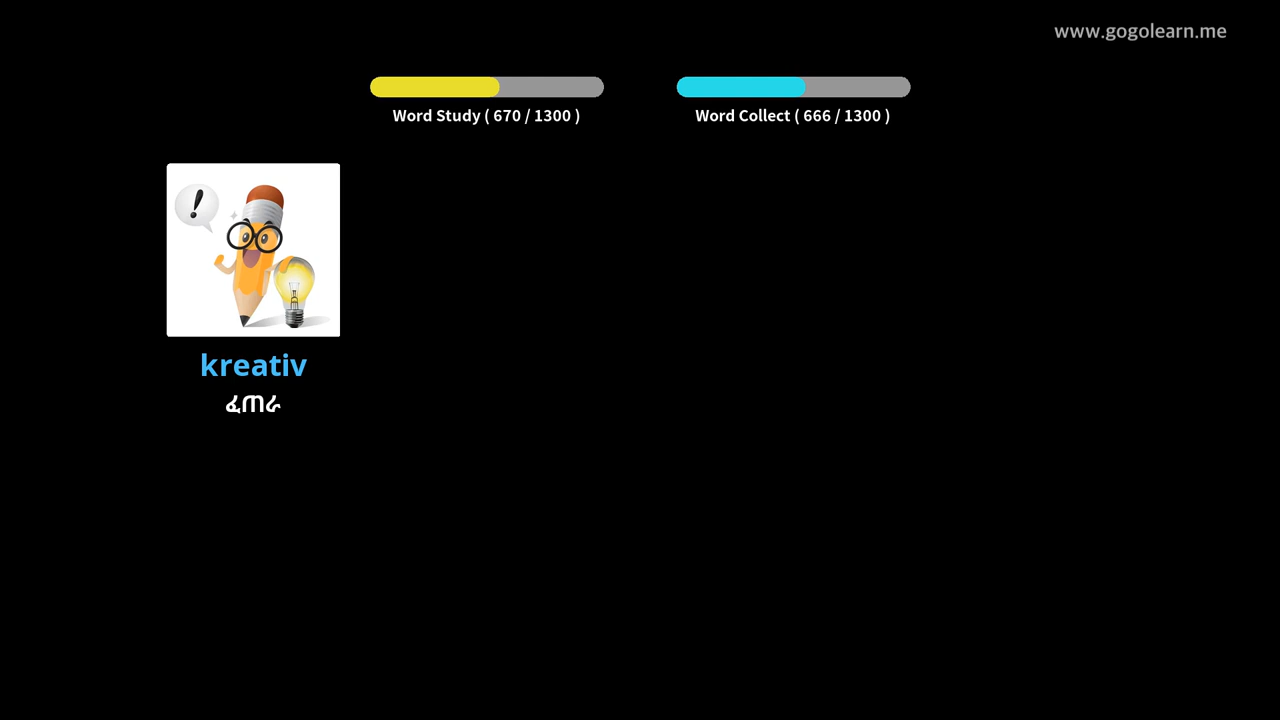 www.gogolearn.me
Word Study ( 670 / 1300 )
Word Collect ( 666 / 1300 )
!
kreativ
ፈጠራ